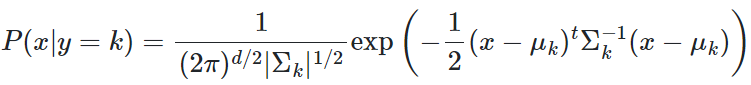 P(x|y = k) = \frac{1}{(2\pi)^{d/2}|\Sigma_k|^{1/2}} \exp\left(-\frac{1}{2}(x - \mu_k)^t \Sigma_k^{-1}(x - \mu_k)\right)